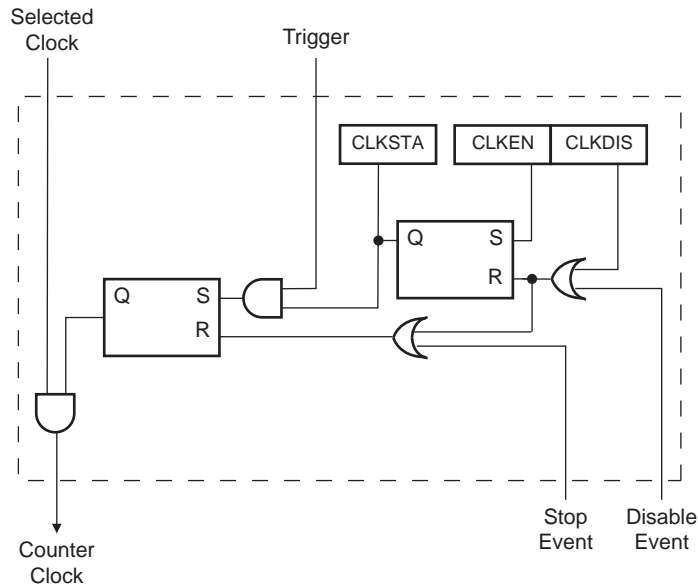 Selected
Clock
Trigger
CLKSTA
CLKEN
CLKDIS
Q
S
R
Q
S
R
Stop
Event
Disable
Event
Counter
Clock